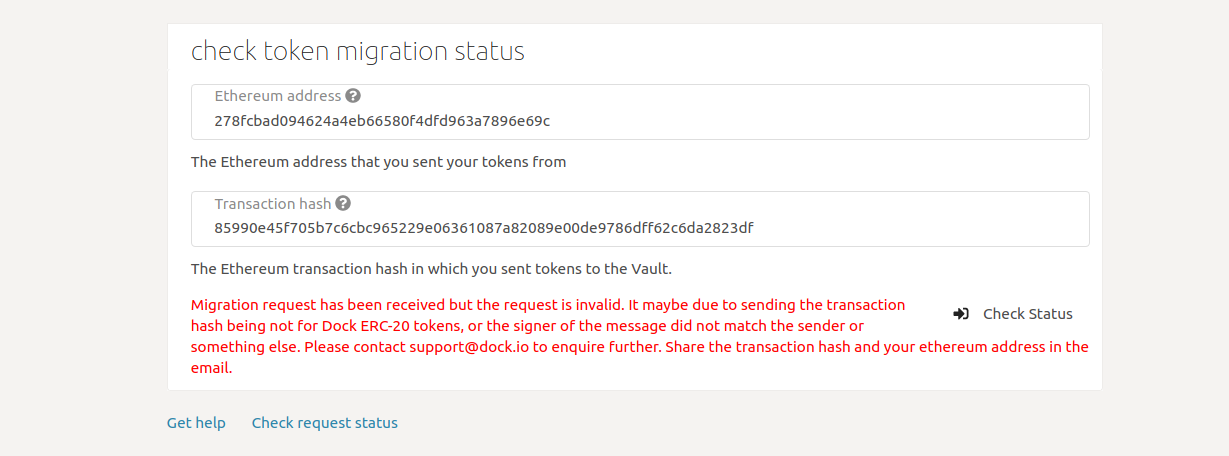 check token migration status
Ethereum address
278fcbad094624a4eb66580f4dfd963a7896e69c
The Ethereum address that you sent your tokens from
Transaction hash
85990e45f705b7c6cbc965229e06361087a82089e00de9786dff62c6da2823df
The Ethereum transaction hash in which you sent tokens to the Vault.
Migration request has been received but the request is invalid. It maybe due to sending the transaction
hash being not for Dock ERC-20 tokens, or the signer of the message did not match the sender or
something else. Please contact support@dock.io to enquire further. Share the transaction hash and your ethereum address in the
email.
Check Status
Get help Check request status